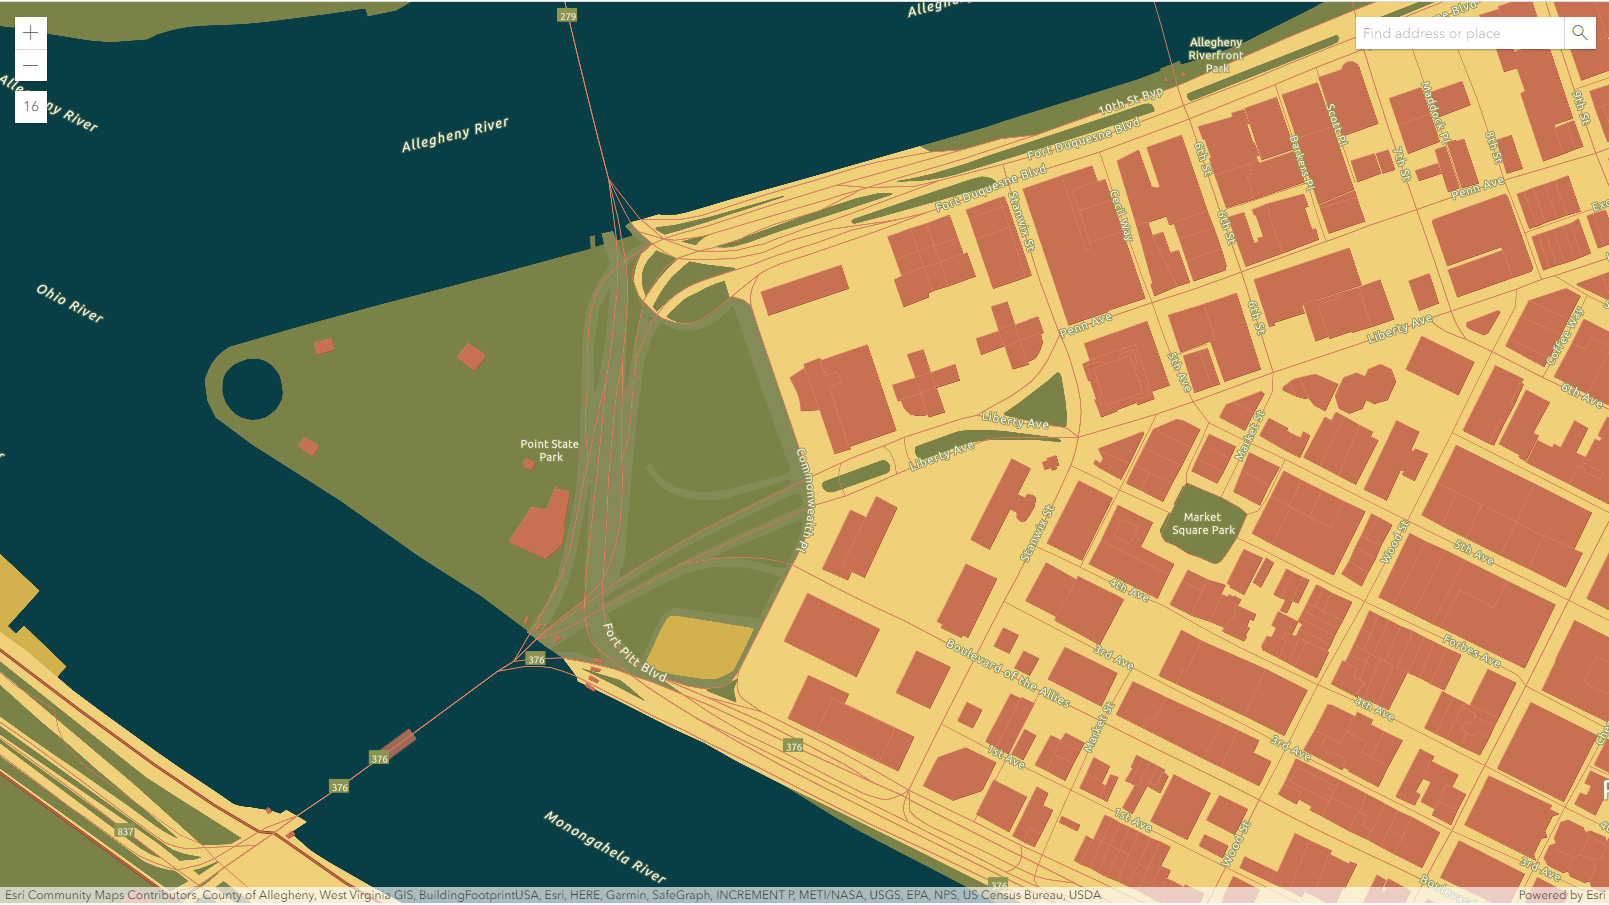 279
Allegheny
Find address or place
Allegheny
Riverfront
Park
16
Allegheny River
Allegheny River
10th St Byp
Fort Duquesne Blvd
Fort Duquesne Blvd
Stanwix St
Cecil Way
6th St
6th St
6th St
Barkers Pl
Scott Pl
7th St
Maddock Pl
8th St
9th St
Penn Ave
Ohio River
Penn Ave
5th Ave
Liberty Ave
Coffee Way
6th Ave
Liberty Ave
Liberty Ave
Market St
Point State
Park
Commonwealth Pl
Market
Square Park
Stanwix St
Wood St
5th Ave
4th Ave
Forbes Ave
Fort Pitt Blvd
376
Boulevard of the Allies
3rd Ave
4th Ave
Market St
376
376
376
1st Ave
3rd Ave
837
Monongahela River
1st Ave
Wood St
3rd Ave
376
Esri Community Maps Contributors, County of Allegheny, West Virginia GIS, BuildingFootprintUSA, Esri, HERE, Garmin, SafeGraph, INCREMENT P, METI/NASA, USGS, EPA, NPS, US Census Bureau, USDA
Powered by Esri